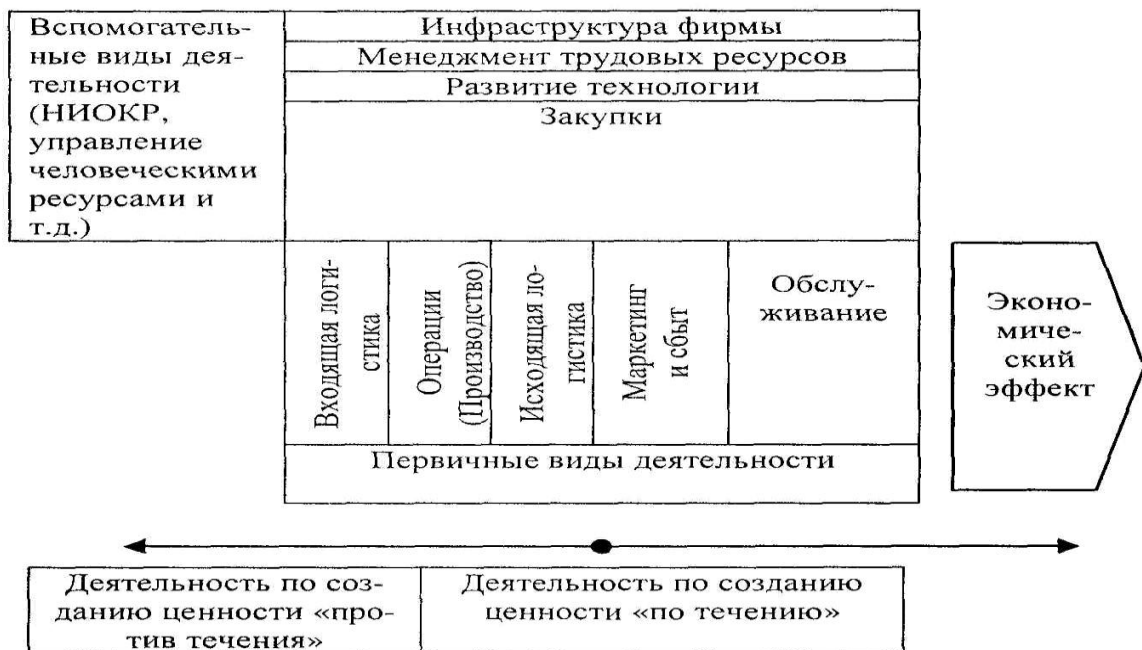 Вспомогатель-
ные виды дея-
тельности
(НИОКР,
управление
человеческими
ресурсами и
т.д.)
Инфраструктура фирмы
Менеджмент трудовых ресурсов
Развитие технологии
Закупки
Входящая логи-
стика
Операции
(Производство)
Исходящая ло-
гистика
Маркетинг
и сбыт
Обслу-
живание
Эконо-
миче-
ский
эффект
Первичные виды деятельности
Деятельность по соз-
данию ценности «про-
тив течения»
Деятельность по созданию
ценности «по течению»